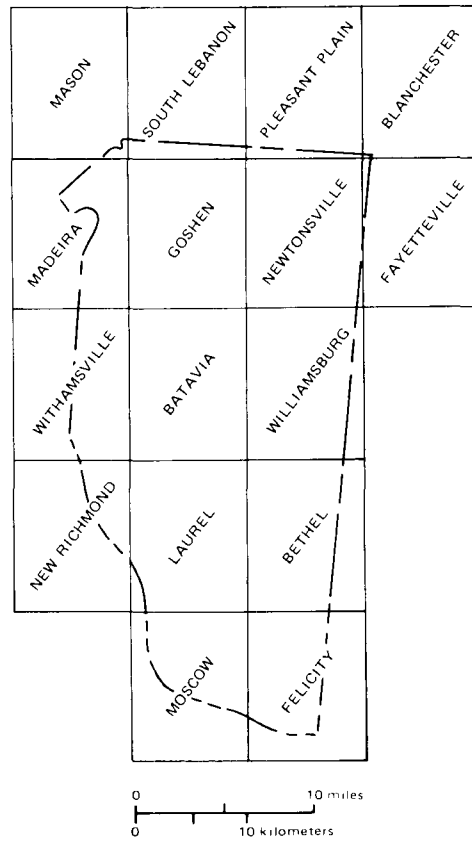 MASON
SOUTH LEBANON
PLEASANT PLAIN
BLANCHESTER
MADEIRA
GOSHEN
NEWTONSVILLE
FAYETTEVILLE
WITHAMSVILLE
BATAVIA
WILLIAMSBURG
NEW RICHMOND
LAUREL
BETHEL
MOSCOW
FELICITY
0 10 miles
0 10 kilometers